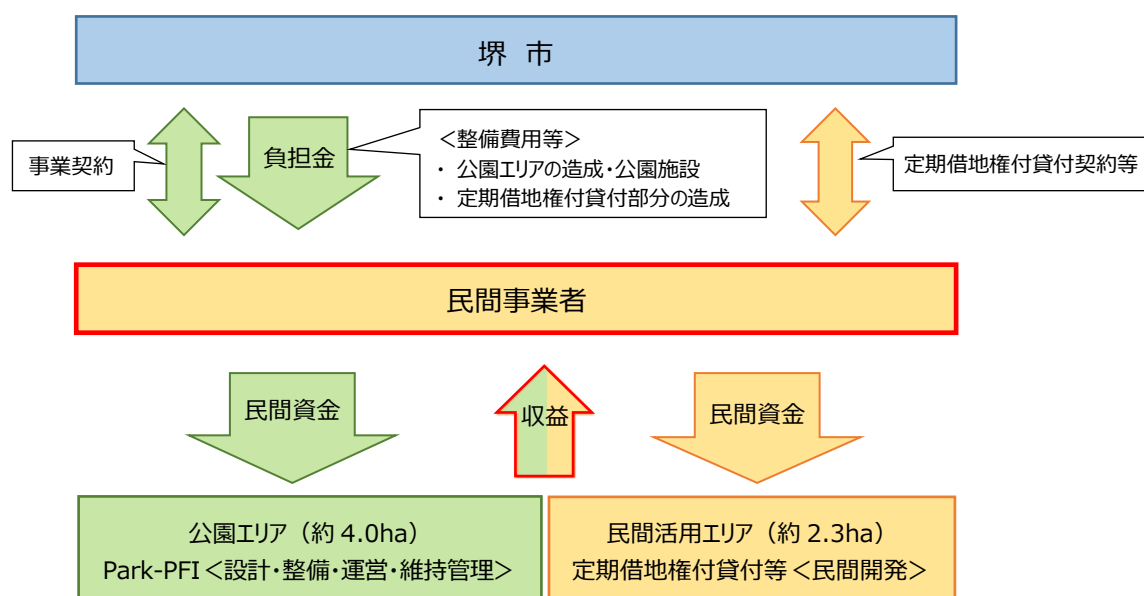 堺 市
事業契約
負担金
＜整備費用等＞
・ 公園エリアの造成・公園施設
・ 定期借地権付貸付部分の造成
定期借地権付貸付契約等
民間事業者
民間資金
収益
民間資金
公園エリア（約 4.0ha）
Park-PFI＜設計・整備・運営・維持管理＞
民間活用エリア（約 2.3ha）
定期借地権付貸付等＜民間開発＞